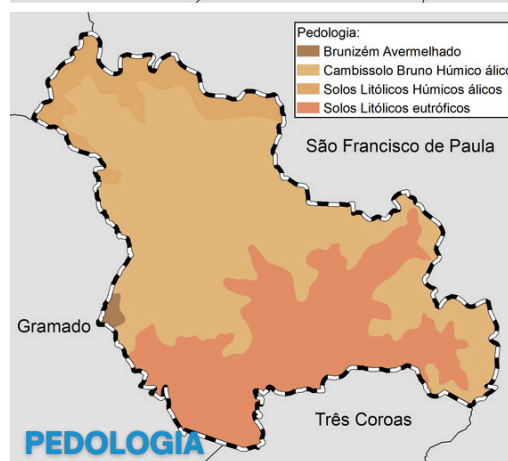 Pedologia:
Brunizém Avermelhado
Cambissolo Bruno Húmico álico
Solos Litólicos Húmicos álicos
Solos Litólicos eutróficos
São Francisco de Paula
Gramado
Três Coroas
PEDOLOGIA